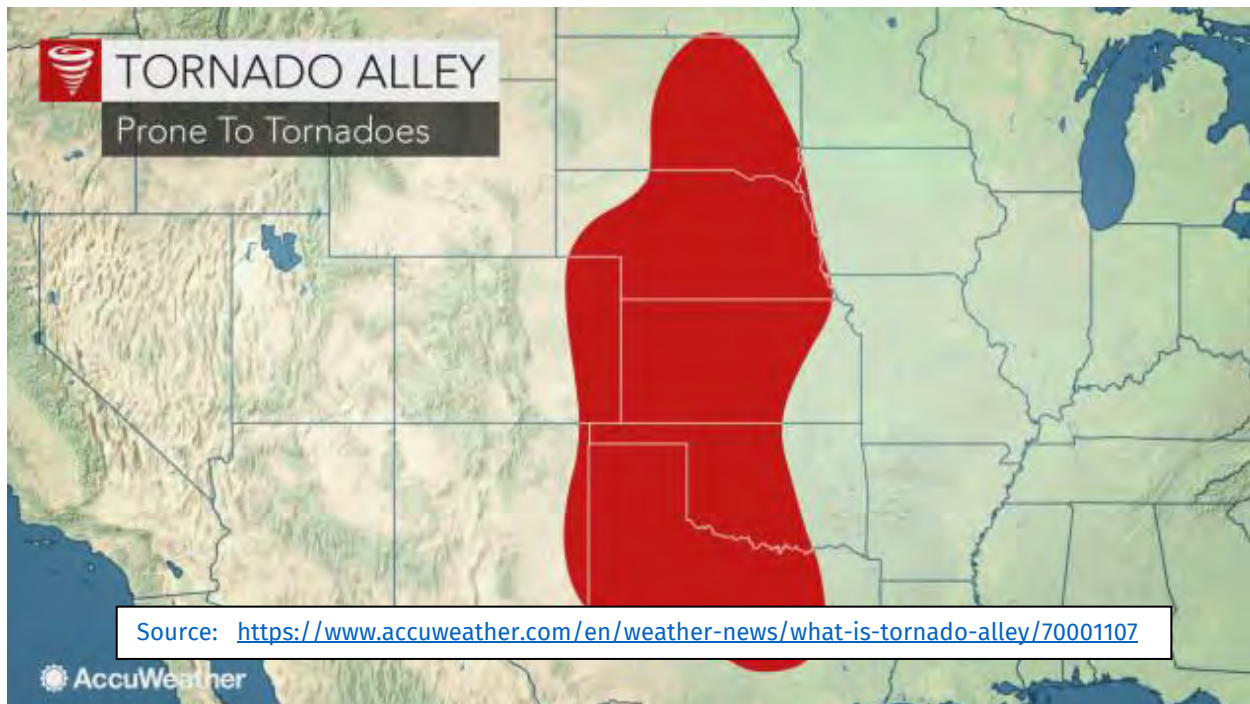 TORNADO ALLEY
Prone To Tornadoes
Source: https://www.accuweather.com/en/weather-news/what-is-tornado-alley/70001107
AccuWeather